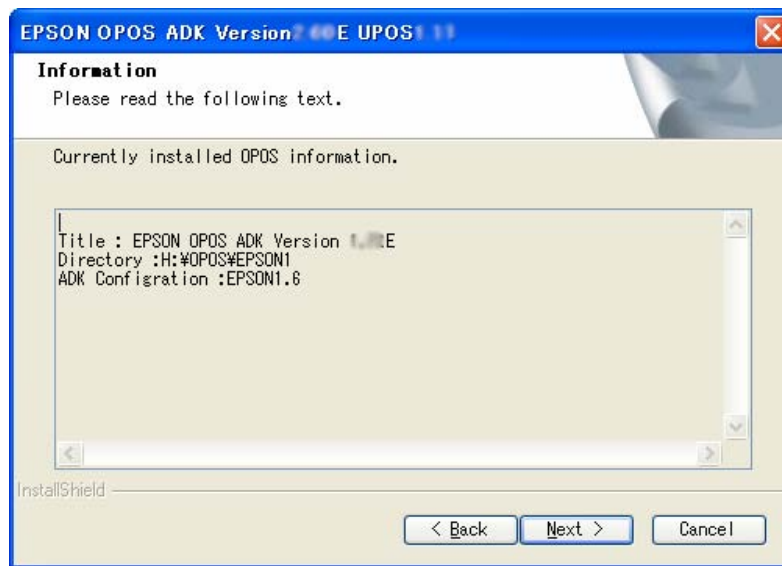 EPSON OPOS ADK Version E UPOS
Information
Please read the following text.
Currently installed OPOS information.
Title : EPSON OPOS ADK Version E
Directory :H:¥OPOS¥EPSON1
ADK Configration :EPSON1.6
InstallShield
< Back Next > Cancel